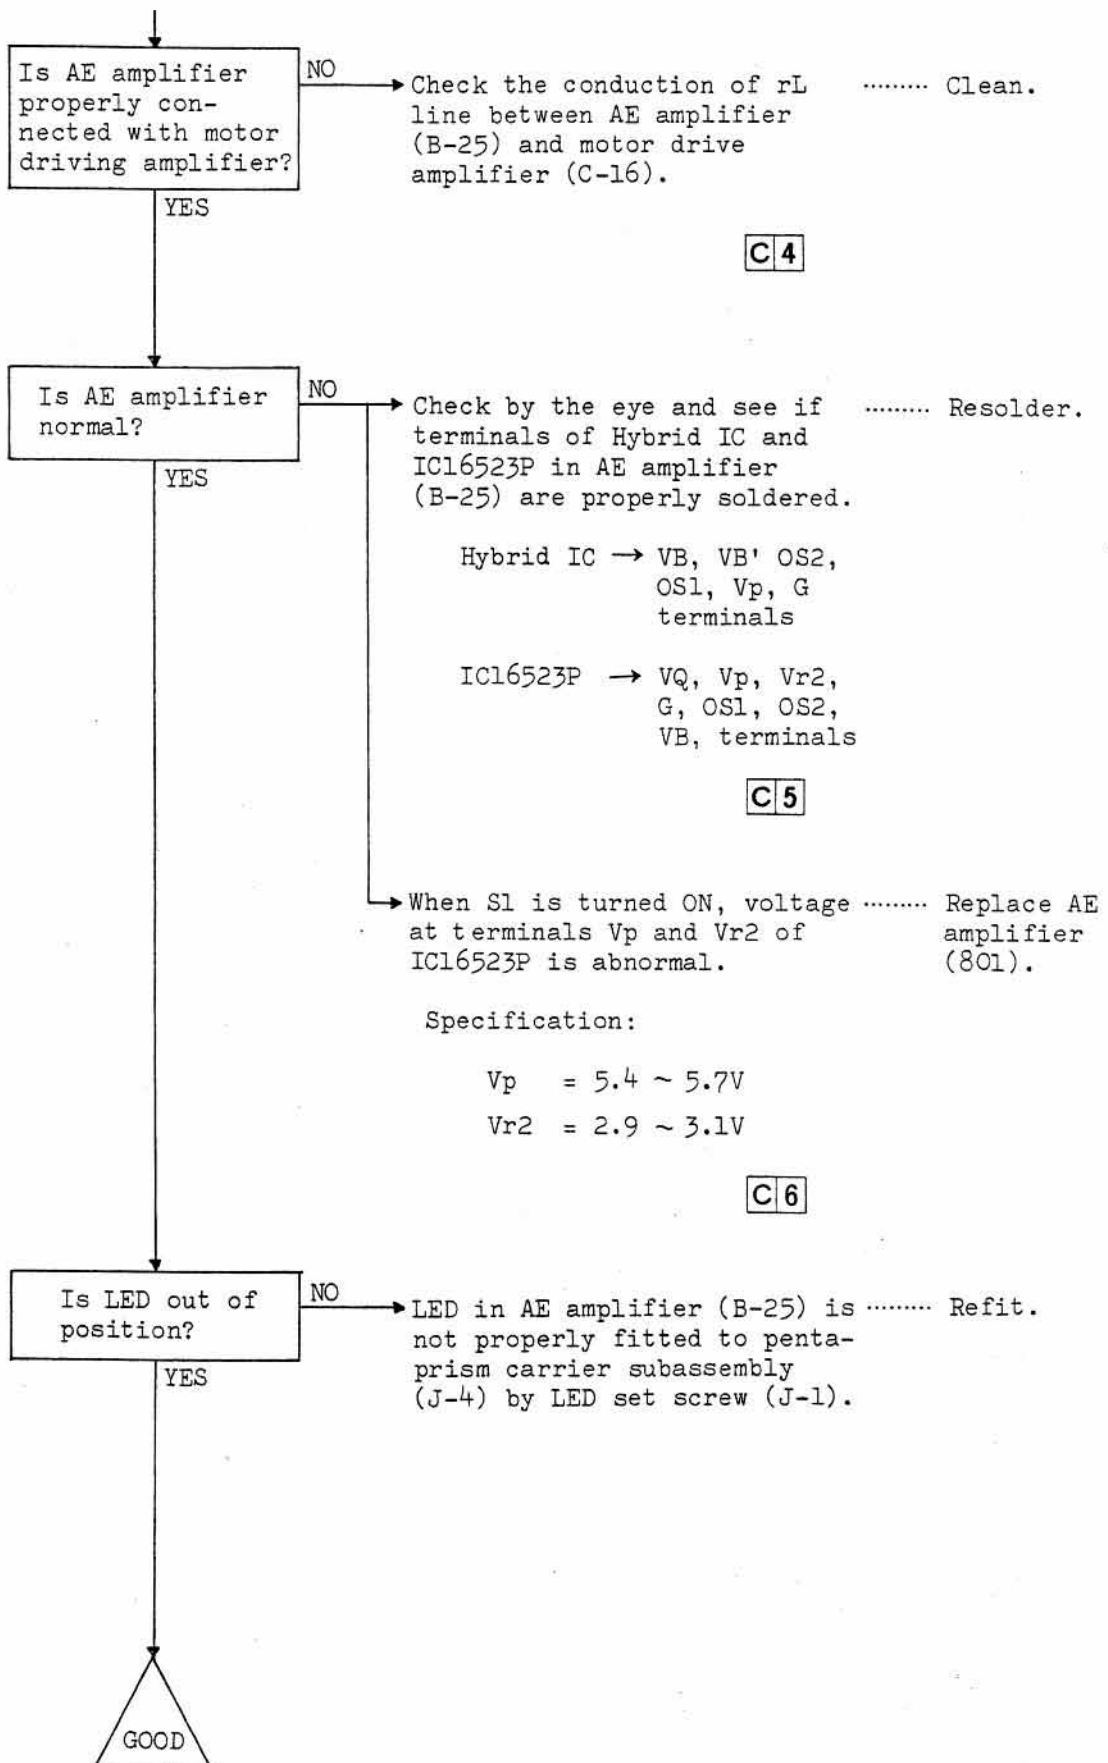 Is AE amplifier
properly con-
nected with motor
driving amplifier?
NO
Check the conduction of rL ......... Clean.
line between AE amplifier
(B-25) and motor drive
amplifier (C-16).
YES
C 4
Is AE amplifier
normal?
NO
Check by the eye and see if ......... Resolder.
terminals of Hybrid IC and
IC16523P in AE amplifier
(B-25) are properly soldered.
YES
Hybrid IC → VB, VB' OS2,
OS1, Vp, G
terminals
IC16523P → VQ, Vp, Vr2,
G, OS1, OS2,
VB, terminals
C 5
When S1 is turned ON, voltage ......... Replace AE
at terminals Vp and Vr2 of amplifier
IC16523P is abnormal. (801).
Specification:
Vp = 5.4 ~ 5.7V
Vr2 = 2.9 ~ 3.1V
C 6
Is LED out of
position?
NO
LED in AE amplifier (B-25) is ......... Refit.
not properly fitted to penta-
prism carrier subassembly
(J-4) by LED set screw (J-1).
YES
GOOD